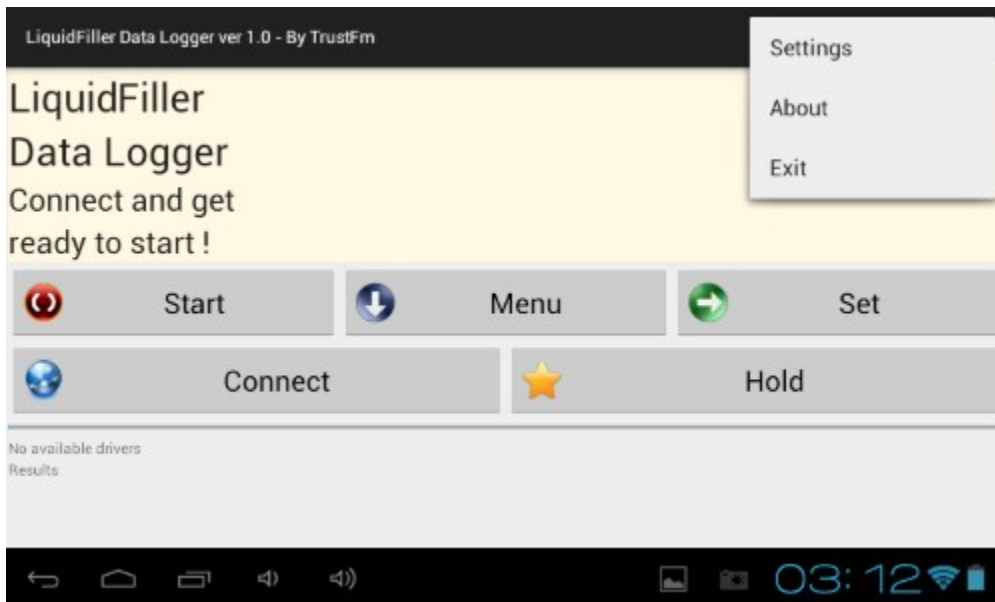 LiquidFiller Data Logger ver 1.0 - By TrustFm
Settings
About
Exit
LiquidFiller
Data Logger
Connect and get
ready to start !
Start
Menu
Set
Connect
Hold
No available drivers
Results
03:12